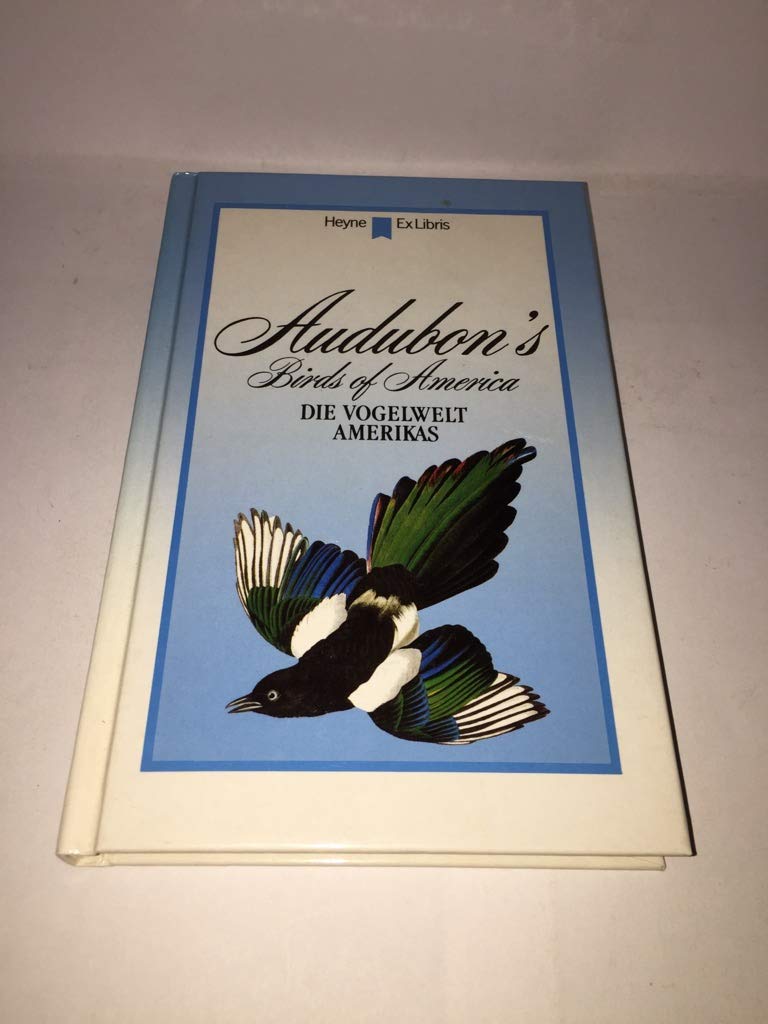 Heyne Ex Libris
Audubon's
Birds of America
DIE VOGELWELT
AMERIKAS